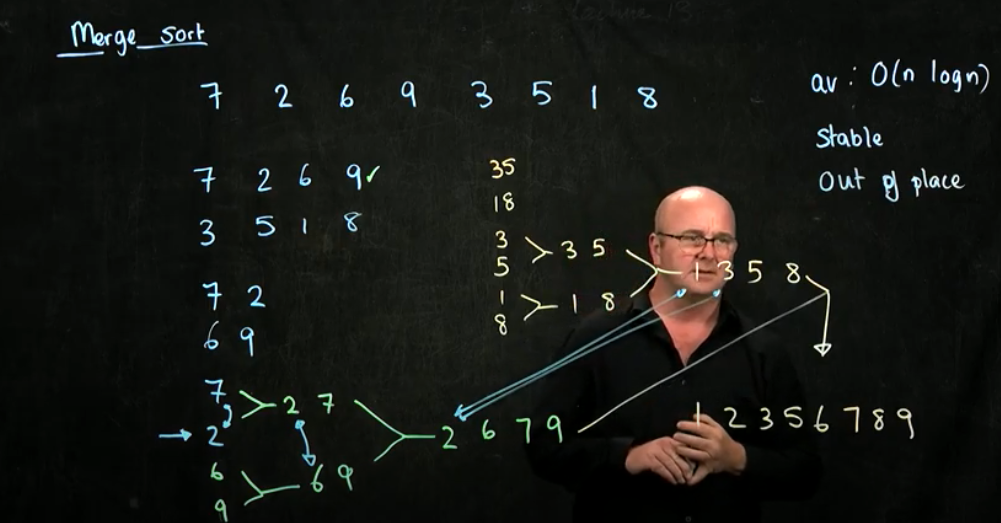 Merge sort
7 2 6 9 3 5 1 8
av: O(n logn)
Stable
Out of place
7 2 6 9
3 5 1 8
7 2
6 9
7
2
2 7
6
9
6 9
2 6 7 9
35
18
3
5
3 5
1
8
1 8
1 3 5 8
1 2 3 5 6 7 8 9